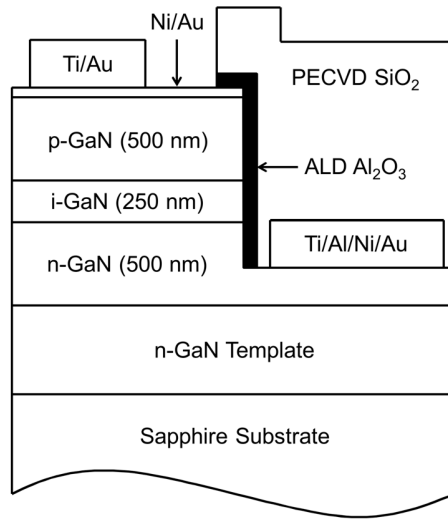 Ni/Au
Ti/Au
PECVD SiO₂
p-GaN (500 nm)
ALD Al₂O₃
i-GaN (250 nm)
n-GaN (500 nm)
Ti/Al/Ni/Au
n-GaN Template
Sapphire Substrate